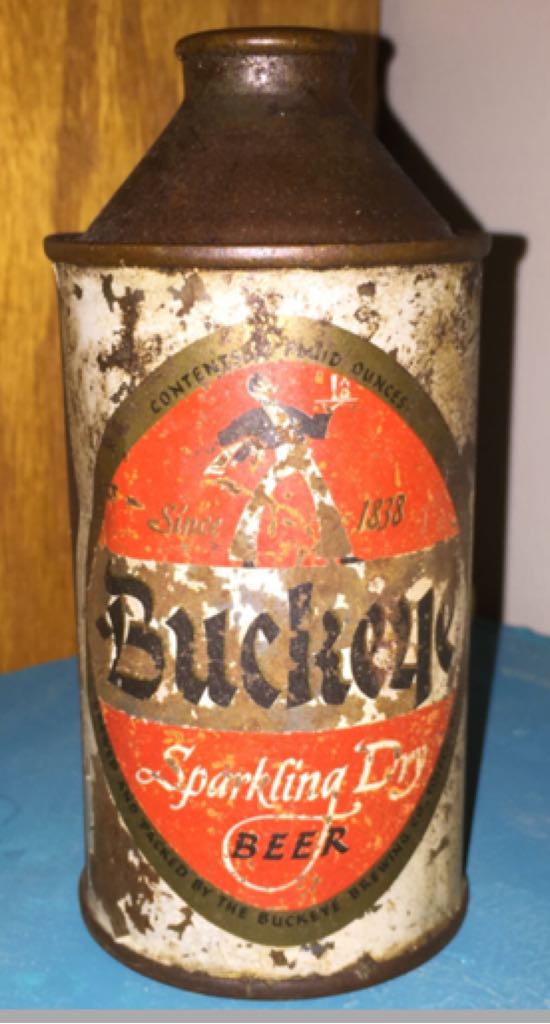 CONTENTS FLUID OUNCES
Since 1838
Buckeye
Sparkling Dry
BEER
AND PACKED BY THE BUCKEYE BREWING